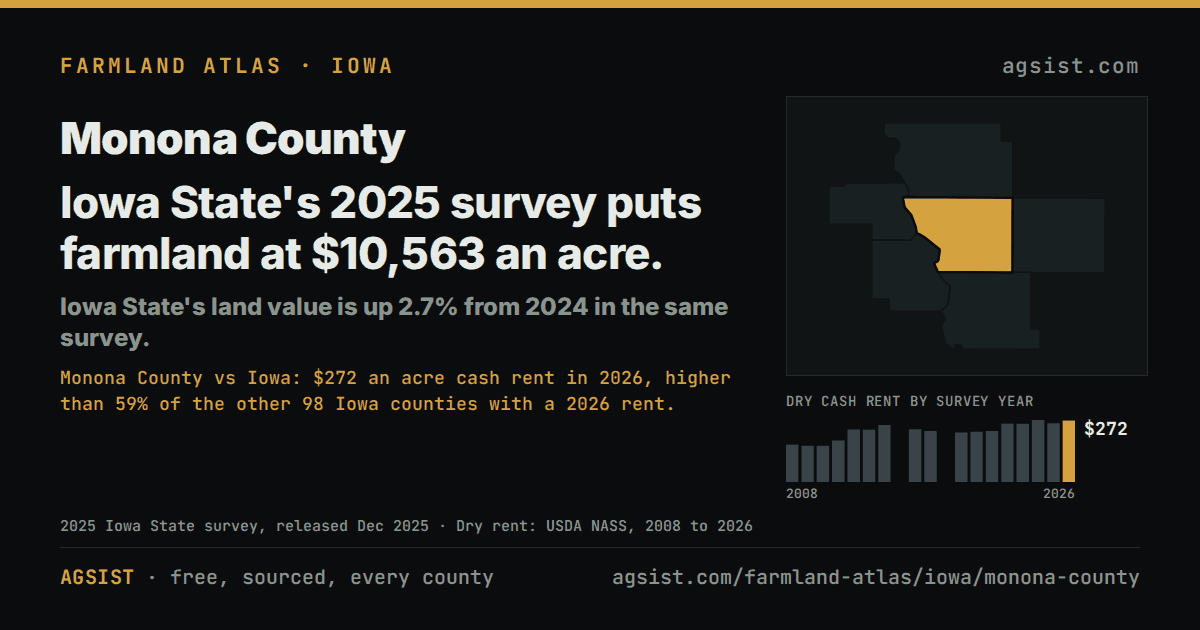 FARMLAND ATLAS · IOWA
agsist.com
Monona County
Iowa State's 2025 survey puts
farmland at $10,563 an acre.
Iowa State's land value is up 2.7% from 2024 in the same
survey.
Monona County vs Iowa: $272 an acre cash rent in 2026, higher
than 59% of the other 98 Iowa counties with a 2026 rent.
DRY CASH RENT BY SURVEY YEAR
$272
2008
2026
2025 Iowa State survey, released Dec 2025 · Dry rent: USDA NASS, 2008 to 2026
AGSIST · free, sourced, every county
agsist.com/farmland-atlas/iowa/monona-county